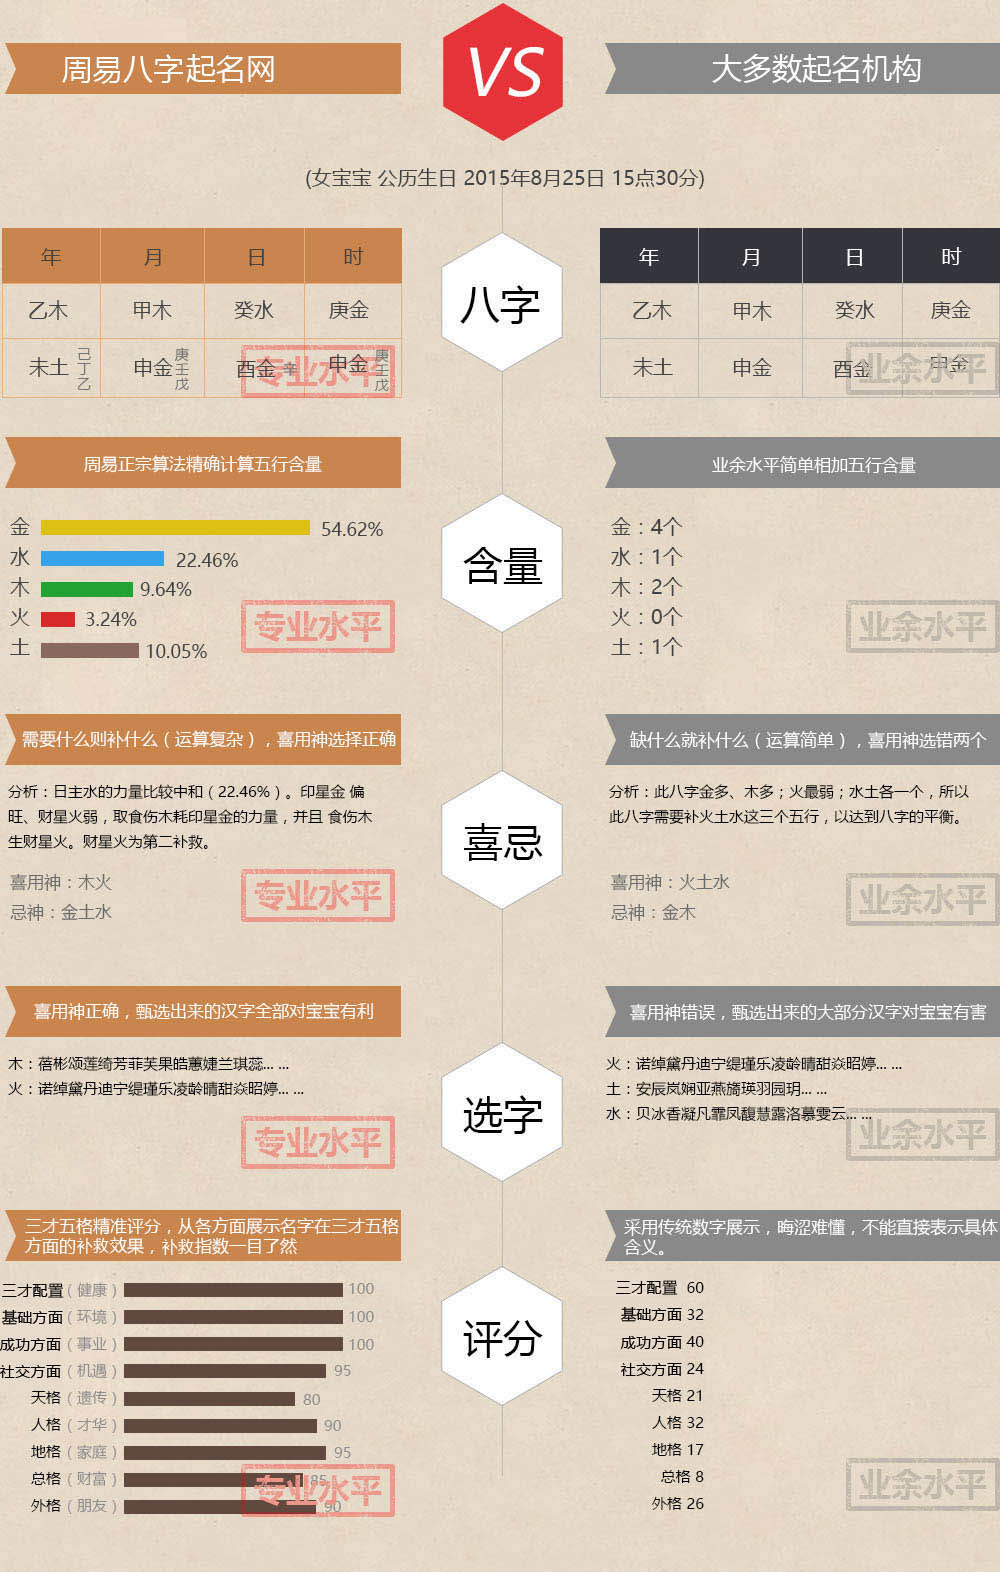 周易八字起名网
VS
大多数起名机构
(女宝宝 公历生日 2015年8月25日 15点30分)
年 月 日 时
乙木 甲木 癸水 庚金
未土 己丁乙 申金 庚壬戊 酉金 辛 申金 庚壬戊
专业水平
八字
年 月 日 时
乙木 甲木 癸水 庚金
未土 申金 酉金 申金
业余水平
周易正宗算法精确计算五行含量
金 54.62%
水 22.46%
木 9.64%
火 3.24%
土 10.05%
专业水平
含量
业余水平简单相加五行含量
金：4个
水：1个
木：2个
火：0个
土：1个
业余水平
需要什么则补什么（运算复杂），喜用神选择正确
分析：日主水的力量比较中和（22.46%）。印星金 偏
旺、财星火弱，取食伤木耗印星金的力量，并且 食伤木
生财星火。财星火为第二补救。
喜用神：木火
忌神：金土水
专业水平
喜忌
缺什么就补什么（运算简单），喜用神选错两个
分析：此八字金多、木多；火最弱；水土各一个，所以
此八字需要补火土水这三个五行，以达到八字的平衡。
喜用神：火土水
忌神：金木
业余水平
喜用神正确，甄选出来的汉字全部对宝宝有利
木：蓓彬颂莲绮芳菲芙果皓蕙婕兰琪蕊... ...
火：诺绰黛丹迪宁缇瑾乐凌龄晴甜焱昭婷... ...
专业水平
选字
喜用神错误，甄选出来的大部分汉字对宝宝有害
火：诺绰黛丹迪宁缇瑾乐凌龄晴甜焱昭婷... ...
土：安辰岚娴亚燕旖瑛羽园玥... ...
水：贝冰香凝凡霏凤馥慧露洛慕雯云... ...
业余水平
三才五格精准评分，从各方面展示名字在三才五格
方面的补救效果，补救指数一目了然
三才配置（健康） 100
基础方面（环境） 100
成功方面（事业） 100
社交方面（机遇） 95
天格（遗传） 80
人格（才华） 90
地格（家庭） 95
总格（财富） 85
外格（朋友） 90
专业水平
评分
采用传统数字展示，晦涩难懂，不能直接表示具体
含义。
三才配置 60
基础方面 32
成功方面 40
社交方面 24
天格 21
人格 32
地格 17
总格 8
外格 26
业余水平